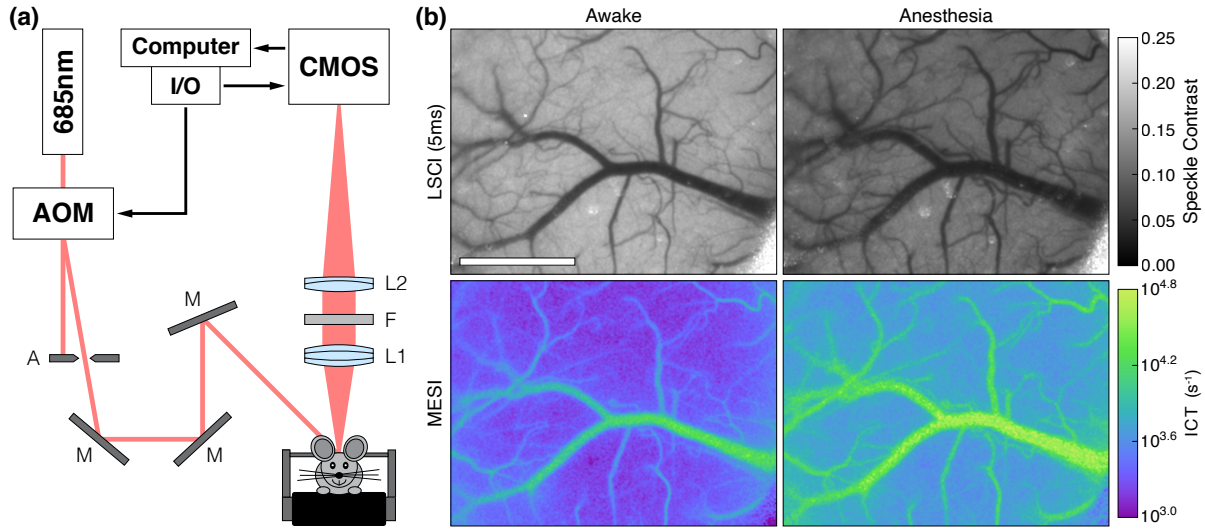 (a)
685nm
Computer
I/O
CMOS
AOM
L2
F
L1
M
A
M
M
(b)
Awake
Anesthesia
LSCI (5ms)
0.25
0.20
0.15
0.10
0.05
0.00
Speckle Contrast
MESI
10^4.8
10^4.2
10^3.6
10^3.0
ICT (s⁻¹)